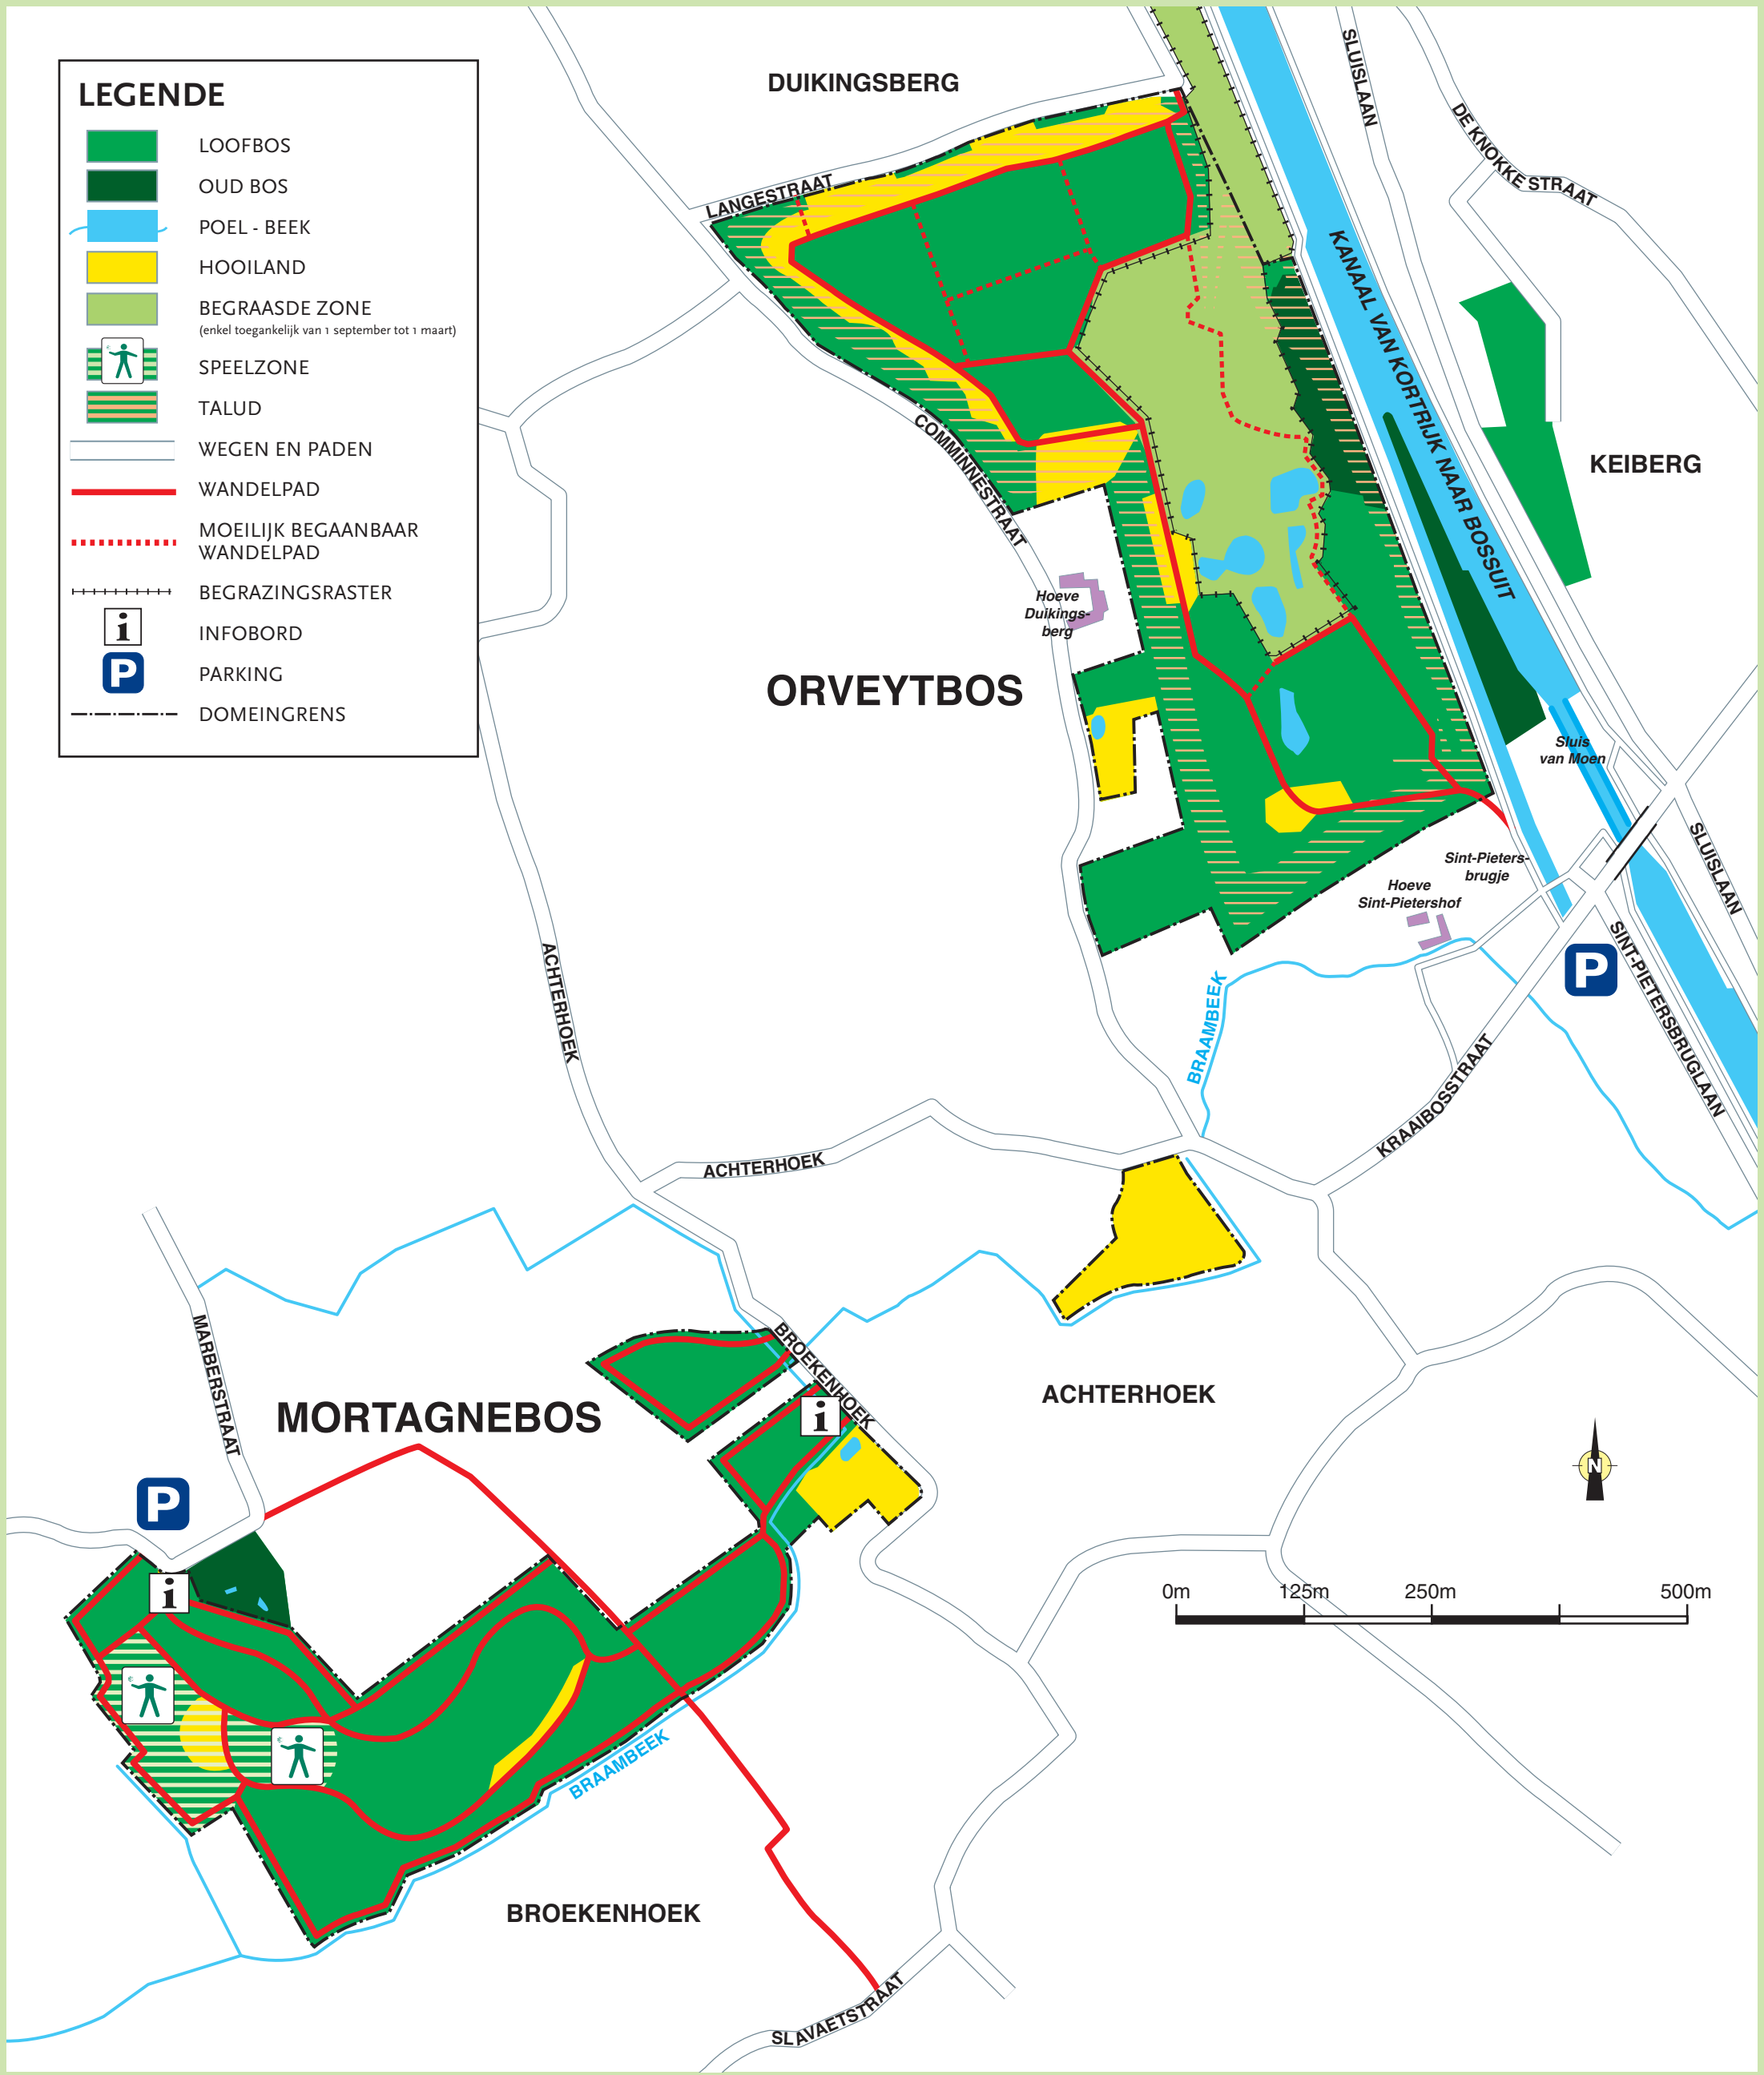 LEGENDE
LOOFBOS
OUD BOS
POEL - BEEK
HOOILAND
BEGRAASDE ZONE
(enkel toegankelijk van 1 september tot 1 maart)
SPEELZONE
TALUD
WEGEN EN PADEN
WANDELPAD
MOEILIJK BEGAANBAAR
WANDELPAD
BEGRAZINGSRASTER
i
INFOBORD
P
PARKING
DOMEINGRENS
DUIKINGSBERG
LANGESTRAAT
COMMINNESTRAAT
SLUISLAAN
DE KNOKKE STRAAT
KANAAL VAN KORTRIJK NAAR BOSSUIT
KEIBERG
Hoeve
Duikings-
berg
ORVEYTBOS
Sluis
van Moen
SLUISLAAN
Sint-Pieters-
brugje
Hoeve
Sint-Pietershof
P
SINT-PIETERSBRUGLAAN
BRAAMBEEK
KRAAIBOSSTRAAT
ACHTERHOEK
ACHTERHOEK
MARBERSTRAAT
BROEKENHOEK
i
MORTAGNEBOS
ACHTERHOEK
N
P
i
0m
125m
250m
500m
BRAAMBEEK
BROEKENHOEK
SLAVAETSTRAAT